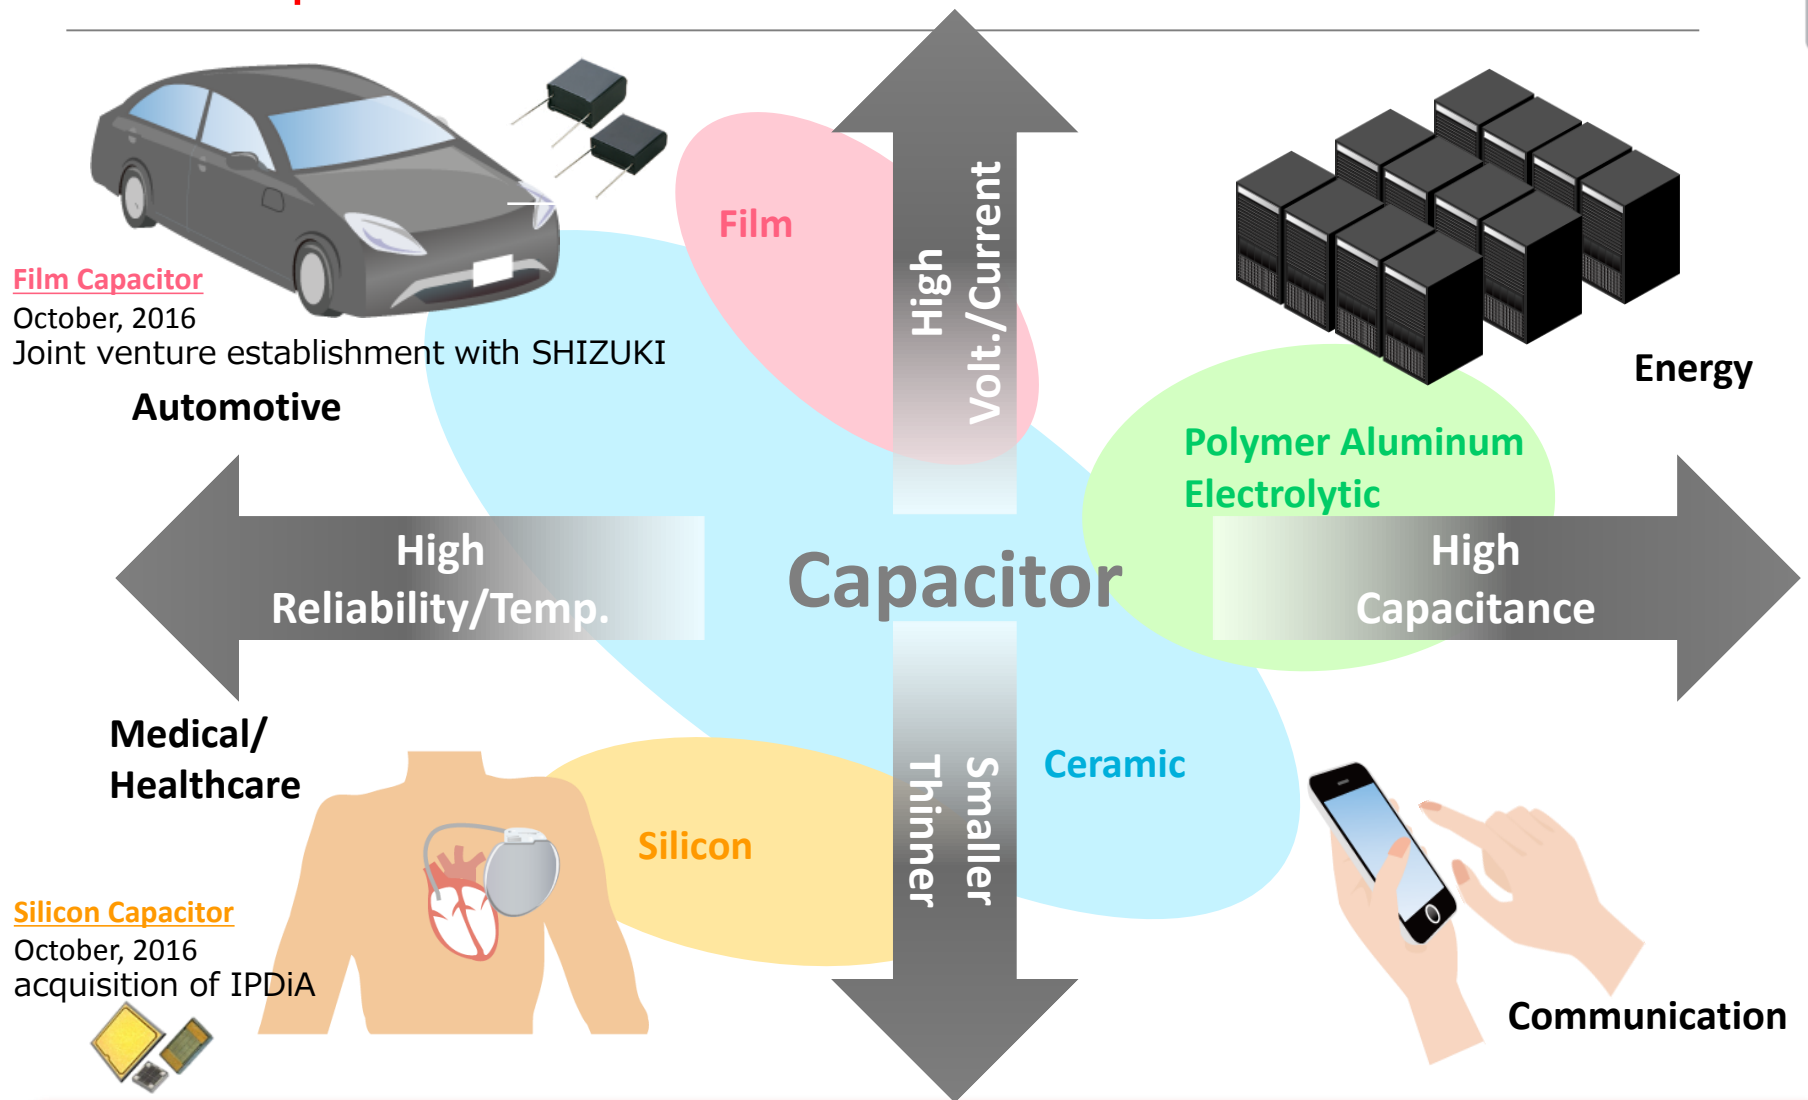 Film
High
Volt./Current
Film Capacitor
October, 2016
Joint venture establishment with SHIZUKI
Automotive
Energy
Polymer Aluminum
Electrolytic
High
Reliability/Temp.
Capacitor
High
Capacitance
Medical/
Healthcare
Smaller
Thinner
Ceramic
Silicon
Silicon Capacitor
October, 2016
acquisition of IPDiA
Communication